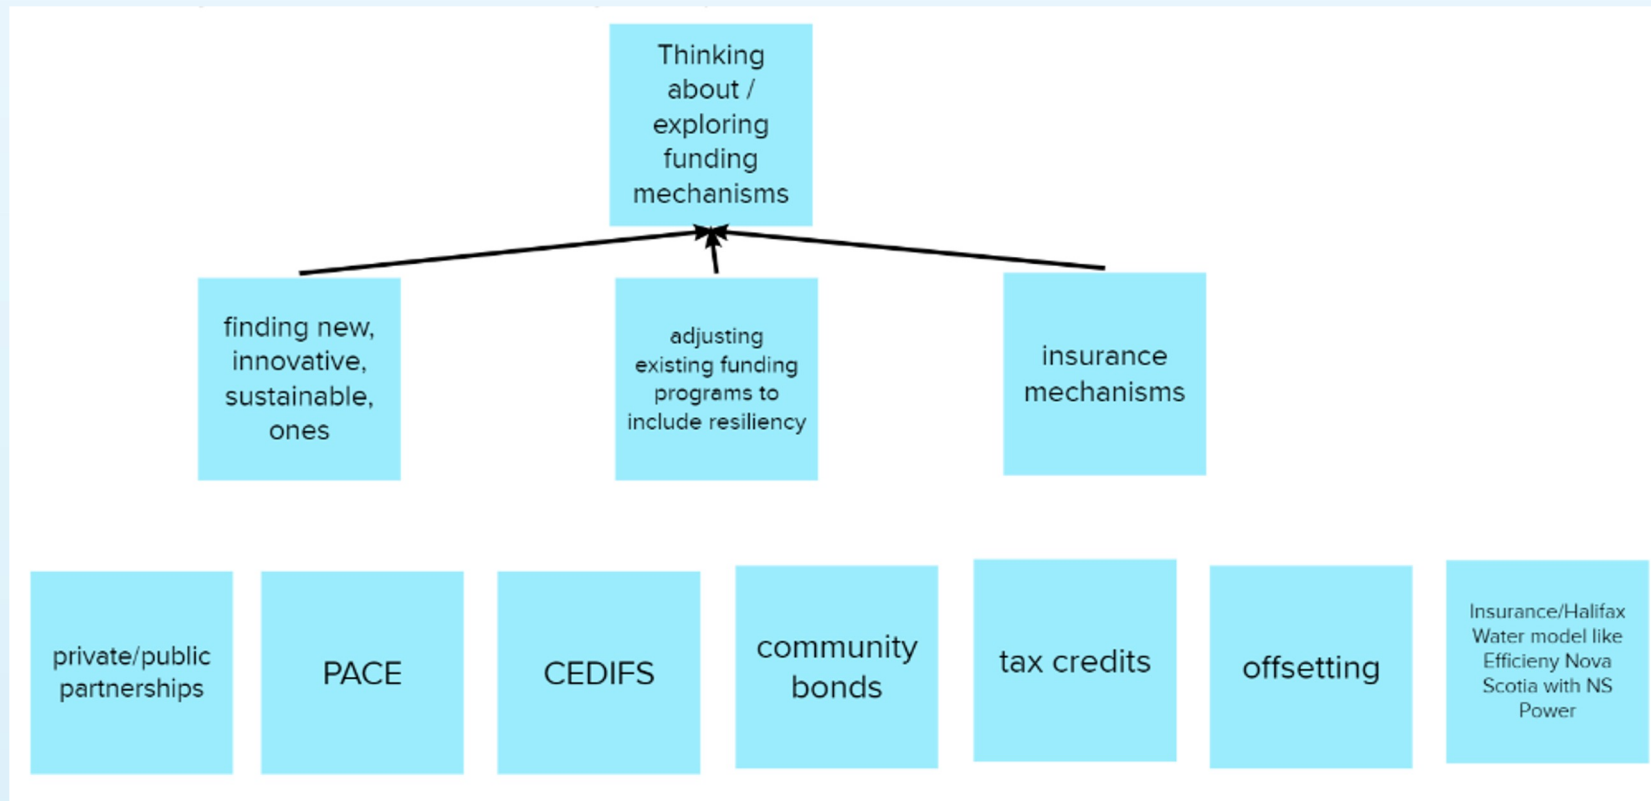 Thinking
about /
exploring
funding
mechanisms
finding new,
innovative,
sustainable,
ones
adjusting
existing funding
programs to
include resiliency
insurance
mechanisms
private/public
partnerships
PACE
CEDIFS
community
bonds
tax credits
offsetting
Insurance/Halifax
Water model like
Efficieny Nova
Scotia with NS
Power